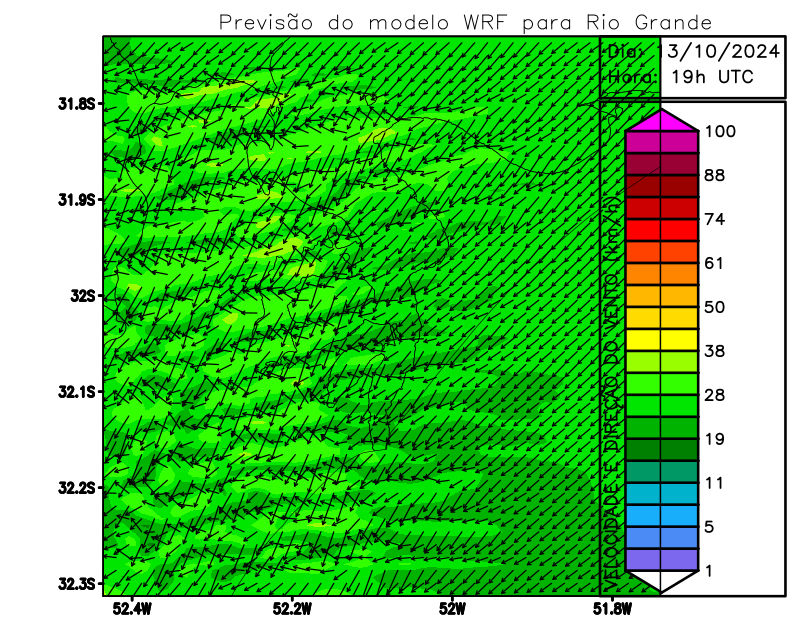 Previsão do modelo WRF para Rio Grande
Dia: 13/10/2024
Hora: 19h UTC
31.8S
31.9S
32S
32.1S
32.2S
32.3S
52.4W
52.2W
52W
51.8W
VELOCIDADE E DIREÇÃO DO VENTO (km/h)
100
88
74
61
50
38
28
19
11
5
1